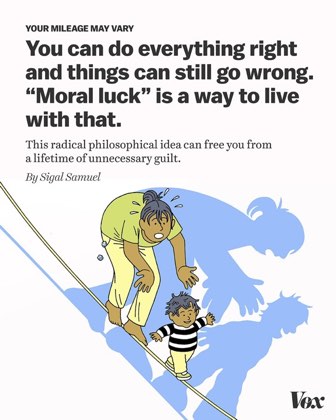 YOUR MILEAGE MAY VARY
You can do everything right
and things can still go wrong.
“Moral luck” is a way to live
with that.
This radical philosophical idea can free you from
a lifetime of unnecessary guilt.
By Sigal Samuel
Vox